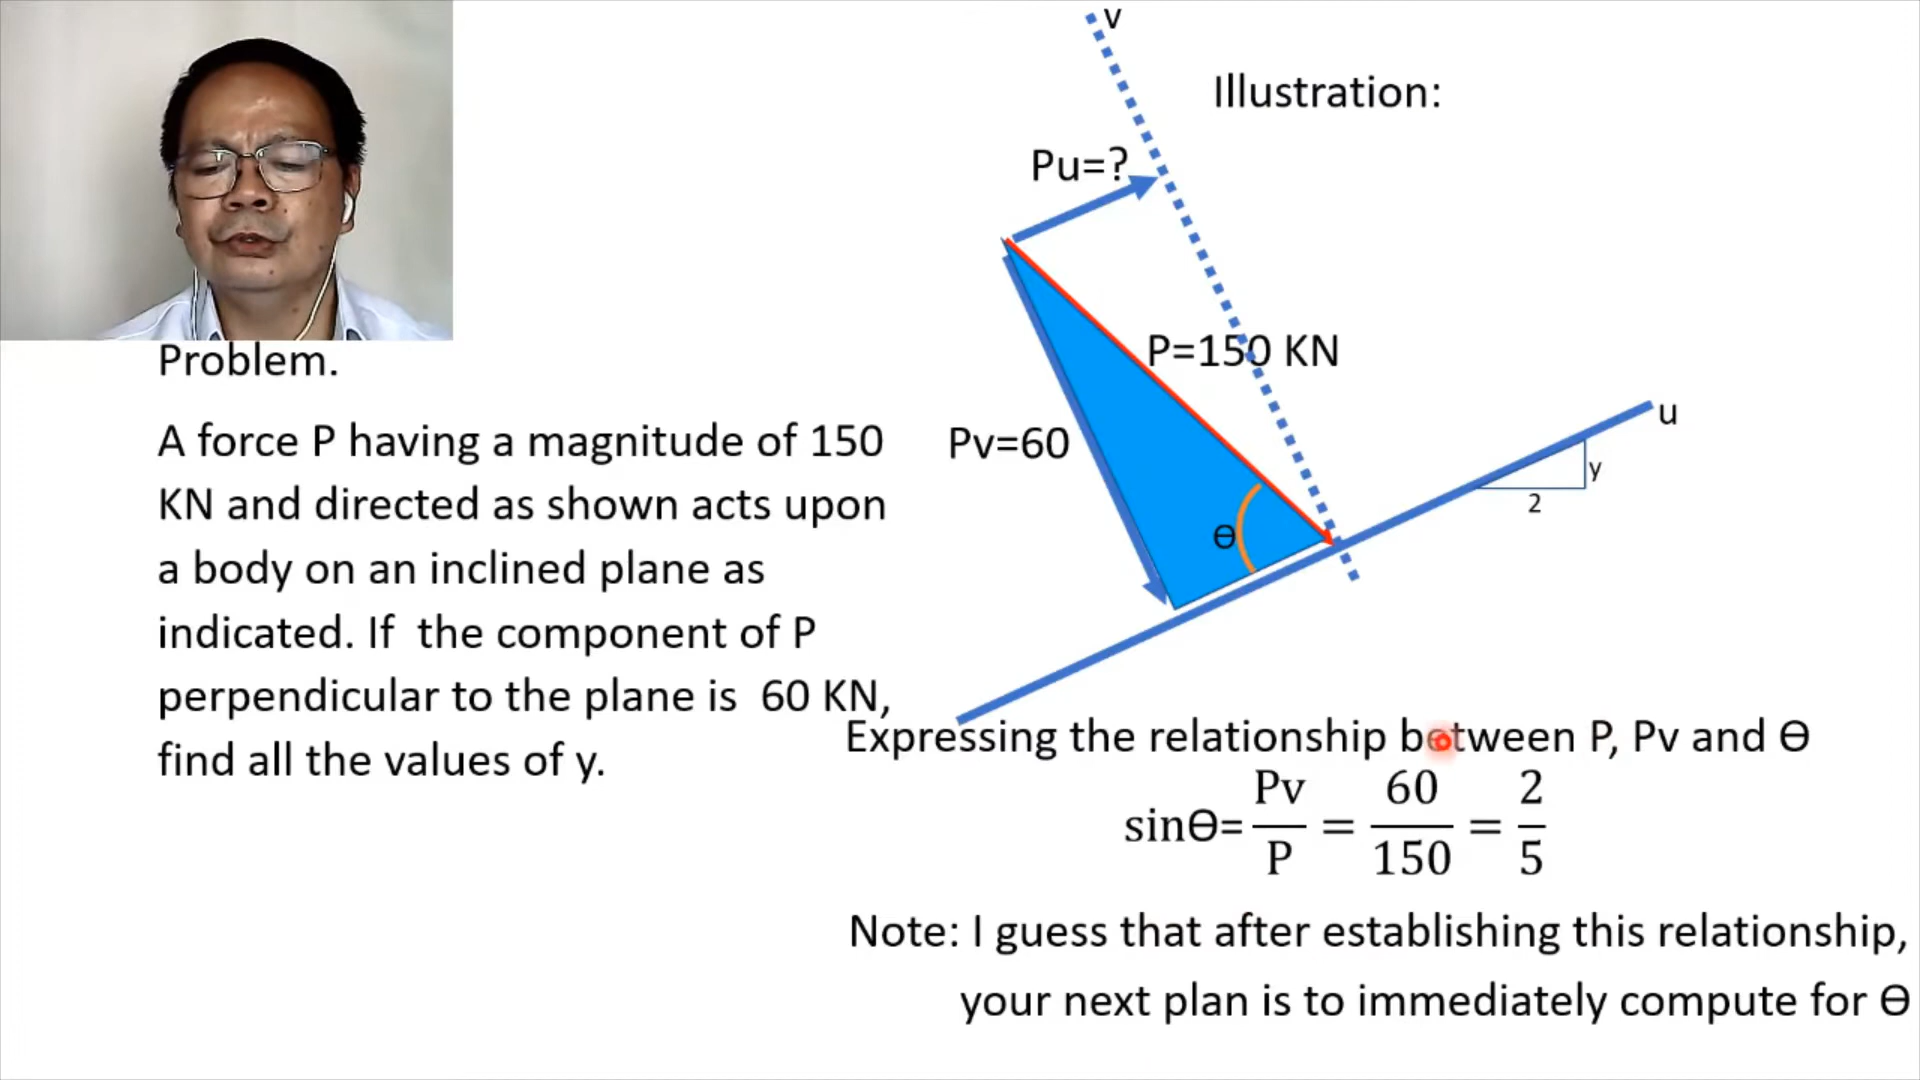 v
Illustration:
Pu=?
P=150 KN
Pv=60
u
y
2
Ɵ
Problem.
A force P having a magnitude of 150
KN and directed as shown acts upon
a body on an inclined plane as
indicated. If  the component of P
perpendicular to the plane is  60 KN,
find all the values of y.
Expressing the relationship between P, Pv and Ɵ
sinƟ= Pv/P = 60/150 = 2/5
Note: I guess that after establishing this relationship,
your next plan is to immediately compute for Ɵ